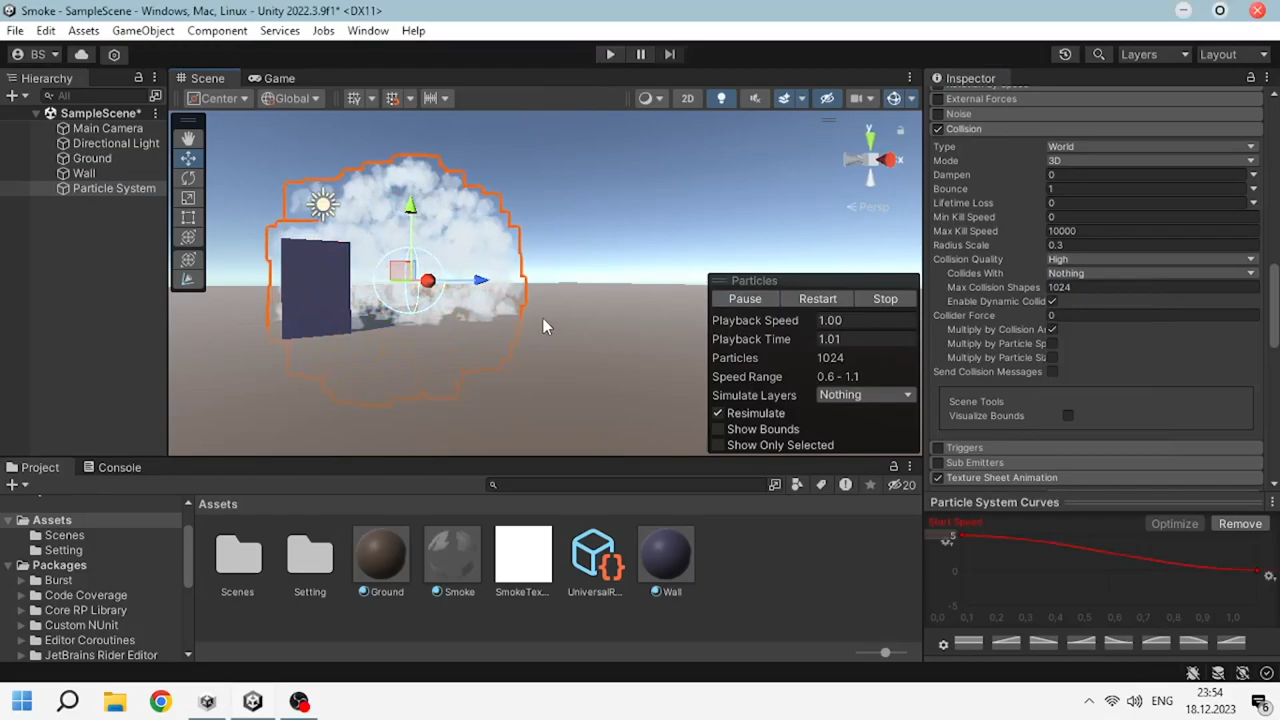 Smoke - SampleScene - Windows, Mac, Linux - Unity 2022.3.9f1* <DX11>
File Edit Assets GameObject Component Services Jobs Window Help
BS Layers Layout
Hierarchy Scene Game Inspector
All Center Global 2D
SampleScene*
Main Camera
Directional Light
Ground
Wall
Particle System
y
x
Persp
External Forces
Noise
Collision
Type World
Mode 3D
Dampen 0
Bounce 1
Lifetime Loss 0
Min Kill Speed 0
Max Kill Speed 10000
Radius Scale 0.3
Collision Quality High
Collides With Nothing
Max Collision Shapes 1024
Enable Dynamic Collid
Collider Force 0
Multiply by Collision A
Multiply by Particle Sp
Multiply by Particle Siz
Send Collision Messages
Scene Tools
Visualize Bounds
Triggers
Sub Emitters
Texture Sheet Animation
Particles
Pause Restart Stop
Playback Speed 1.00
Playback Time 1.01
Particles 1024
Speed Range 0.6 - 1.1
Simulate Layers Nothing
Resimulate
Show Bounds
Show Only Selected
Project Console
20
Assets
Scenes
Setting
Packages
Burst
Code Coverage
Core RP Library
Custom NUnit
Editor Coroutines
JetBrains Rider Editor
Assets
Scenes Setting Ground Smoke SmokeTex... UniversalR... Wall
Particle System Curves
Start Speed
Optimize Remove
5
0
-5
0,0 0,1 0,2 0,3 0,4 0,5 0,6 0,7 0,8 0,9 1,0
ENG
23:54
18.12.2023
6